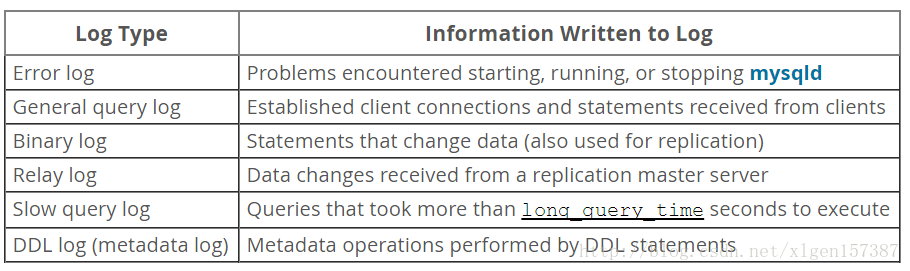 Log Type Information Written to Log
Error log Problems encountered starting, running, or stopping mysqld
General query log Established client connections and statements received from clients
Binary log Statements that change data (also used for replication)
Relay log Data changes received from a replication master server
Slow query log Queries that took more than long_query_time seconds to execute
DDL log (metadata log) Metadata operations performed by DDL statements
http://blog.csdn.net/xlgen157387